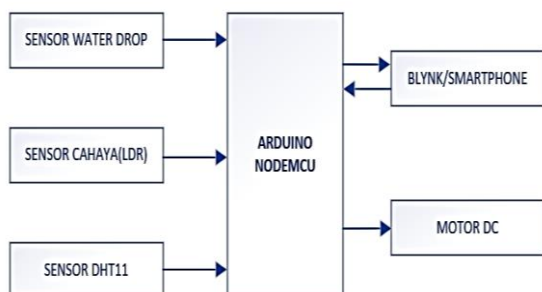 SENSOR WATER DROP
SENSOR CAHAYA(LDR)
SENSOR DHT11
ARDUINO
NODEMCU
BLYNK/SMARTPHONE
MOTOR DC